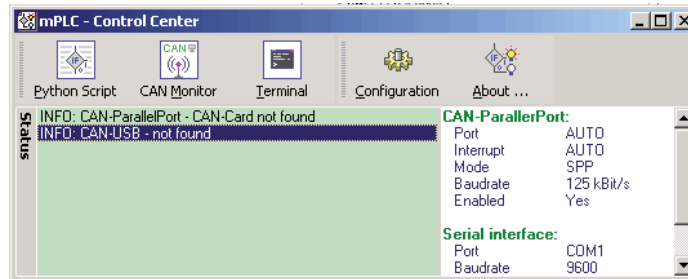 mPLC - Control Center
CAN
Python Script CAN Monitor Terminal Configuration About ...
Status
INFO: CAN-ParallelPort - CAN-Card not found
INFO: CAN-USB - not found
CAN-ParallerPort:
Port AUTO
Interrupt AUTO
Mode SPP
Baudrate 125 kBit/s
Enabled Yes
Serial interface:
Port COM1
Baudrate 9600